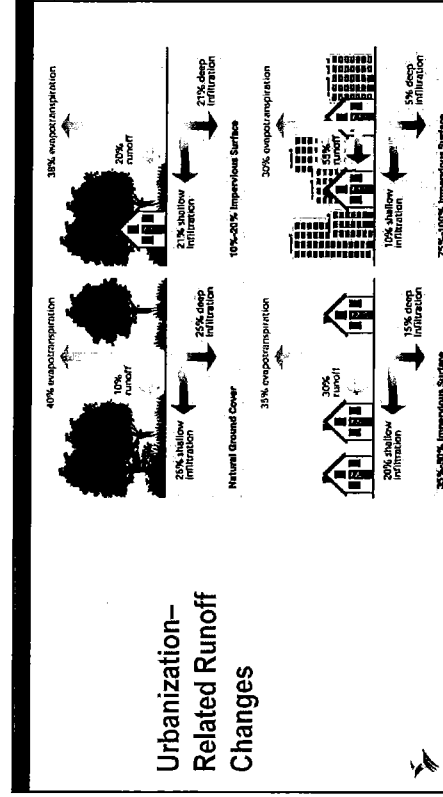 Urbanization–
Related Runoff
Changes
40% evapotranspiration
10%
runoff
25% shallow
infiltration
25% deep
infiltration
Natural Ground Cover
38% evapotranspiration
20%
runoff
21% shallow
infiltration
21% deep
infiltration
10%-20% Impervious Surface
35% evapotranspiration
30%
runoff
20% shallow
infiltration
15% deep
infiltration
35%-50% Impervious Surface
30% evapotranspiration
55%
runoff
10% shallow
infiltration
5% deep
infiltration
75%-100% Impervious Surface